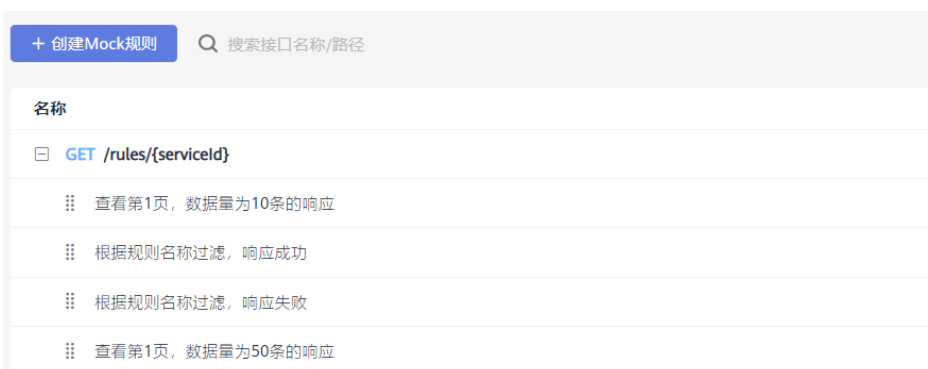 + 创建Mock规则 搜索接口名称/路径
名称
GET /rules/{serviceId}
查看第1页，数据量为10条的响应
根据规则名称过滤，响应成功
根据规则名称过滤，响应失败
查看第1页，数据量为50条的响应